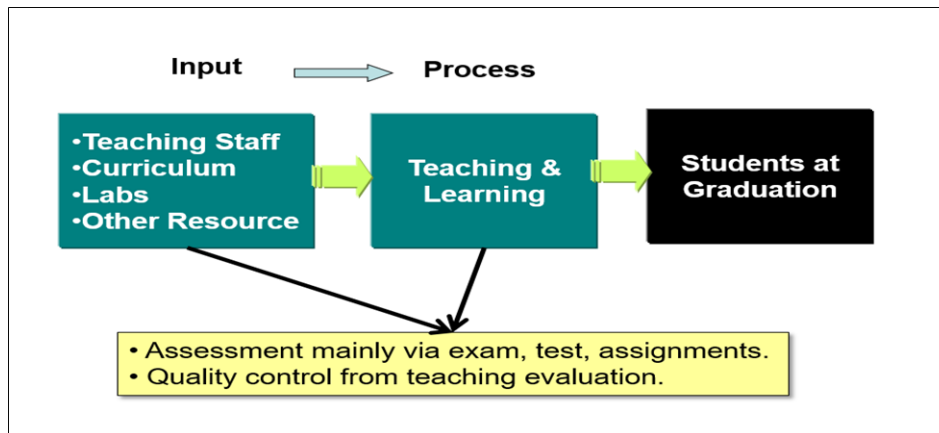 Input
Process
•Teaching Staff
•Curriculum
•Labs
•Other Resource
Teaching &
Learning
Students at
Graduation
• Assessment mainly via exam, test, assignments.
• Quality control from teaching evaluation.